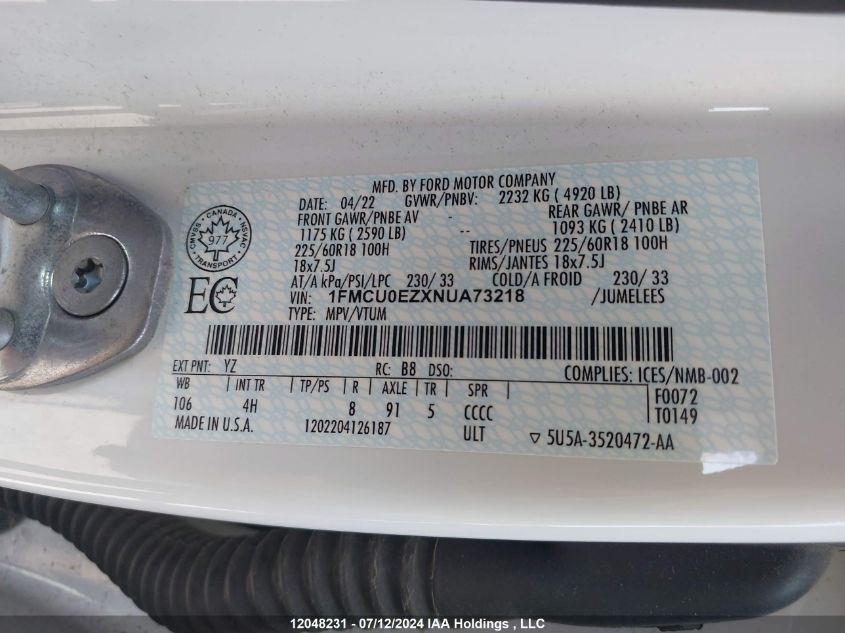 MFD. BY FORD MOTOR COMPANY
DATE: 04/22 GVWR/PNBV: 2232 KG ( 4920 LB)
FRONT GAWR/PNBE AV - REAR GAWR/ PNBE AR
1175 KG ( 2590 LB) -- 1093 KG ( 2410 LB)
225/60R18 100H TIRES/PNEUS 225/60R18 100H
18x7.5J RIMS/JANTES 18x7.5J
AT/A kPa/PSI/LPC 230/ 33 COLD/A FROID 230/ 33
VIN: 1FMCU0EZXNUA73218 /JUMELEES
TYPE: MPV/VTUM
CANADA
CMVSS NSVAC
977
TRANSPORT
EC
EXT PNT: YZ RC: B8 DSO: COMPLIES: ICES/NMB-002
WB INT TR TP/PS R AXLE TR SPR F0072
106 4H 8 91 5 CCCC T0149
MADE IN U.S.A. 1202204126187 ULT ▽ 5U5A-3520472-AA
12048231 - 07/12/2024 IAA Holdings , LLC